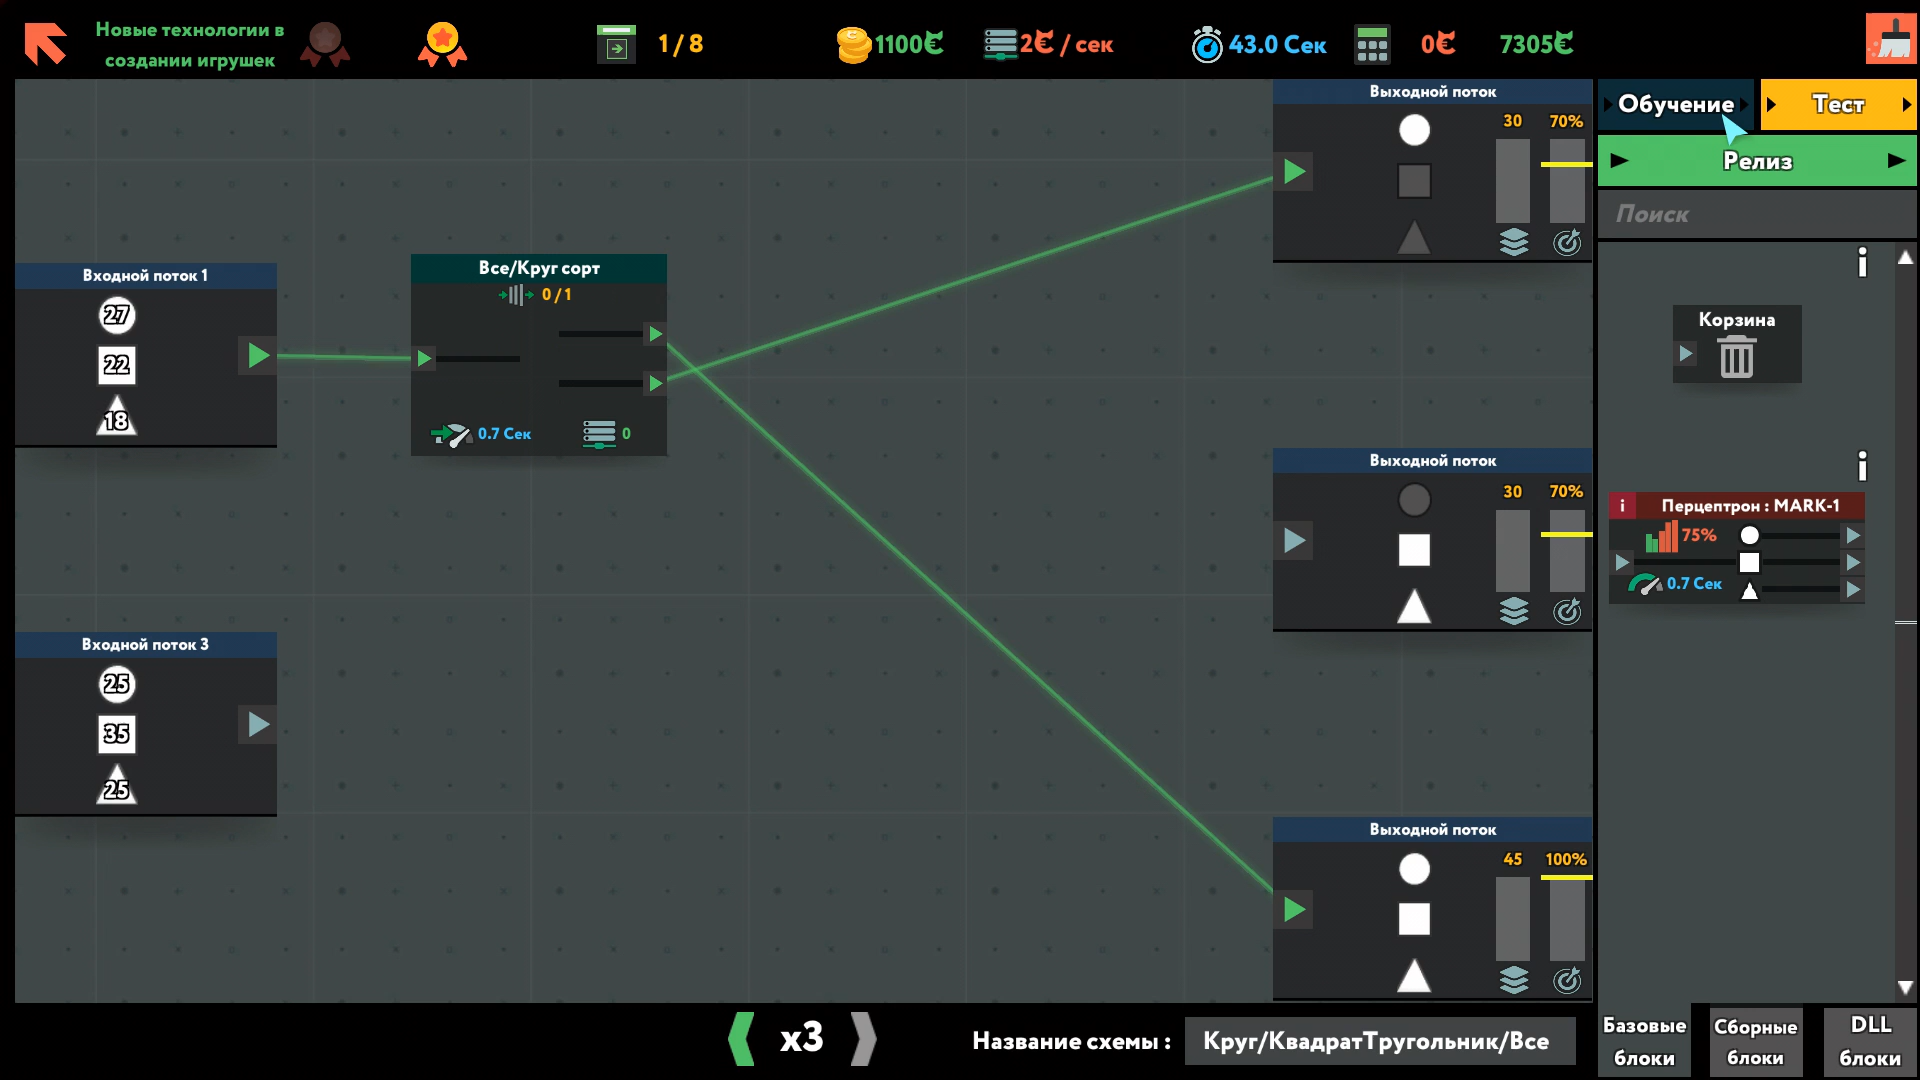 Новые технологии в
создании игрушек
1 / 8
1100
2 / сек
43.0 Сек
0
7305
Обучение
Тест
Релиз
Поиск
Входной поток 1
27
22
18
Все/Круг сорт
0 / 1
0.7 Сек
0
Входной поток 3
25
35
25
Выходной поток
30
70%
Выходной поток
30
70%
Выходной поток
45
100%
i
Корзина
i
i
Перцептрон : MARK-1
75%
0.7 Сек
x3
Название схемы :
Круг/КвадратТругольник/Все
Базовые
блоки
Сборные
блоки
DLL
блоки